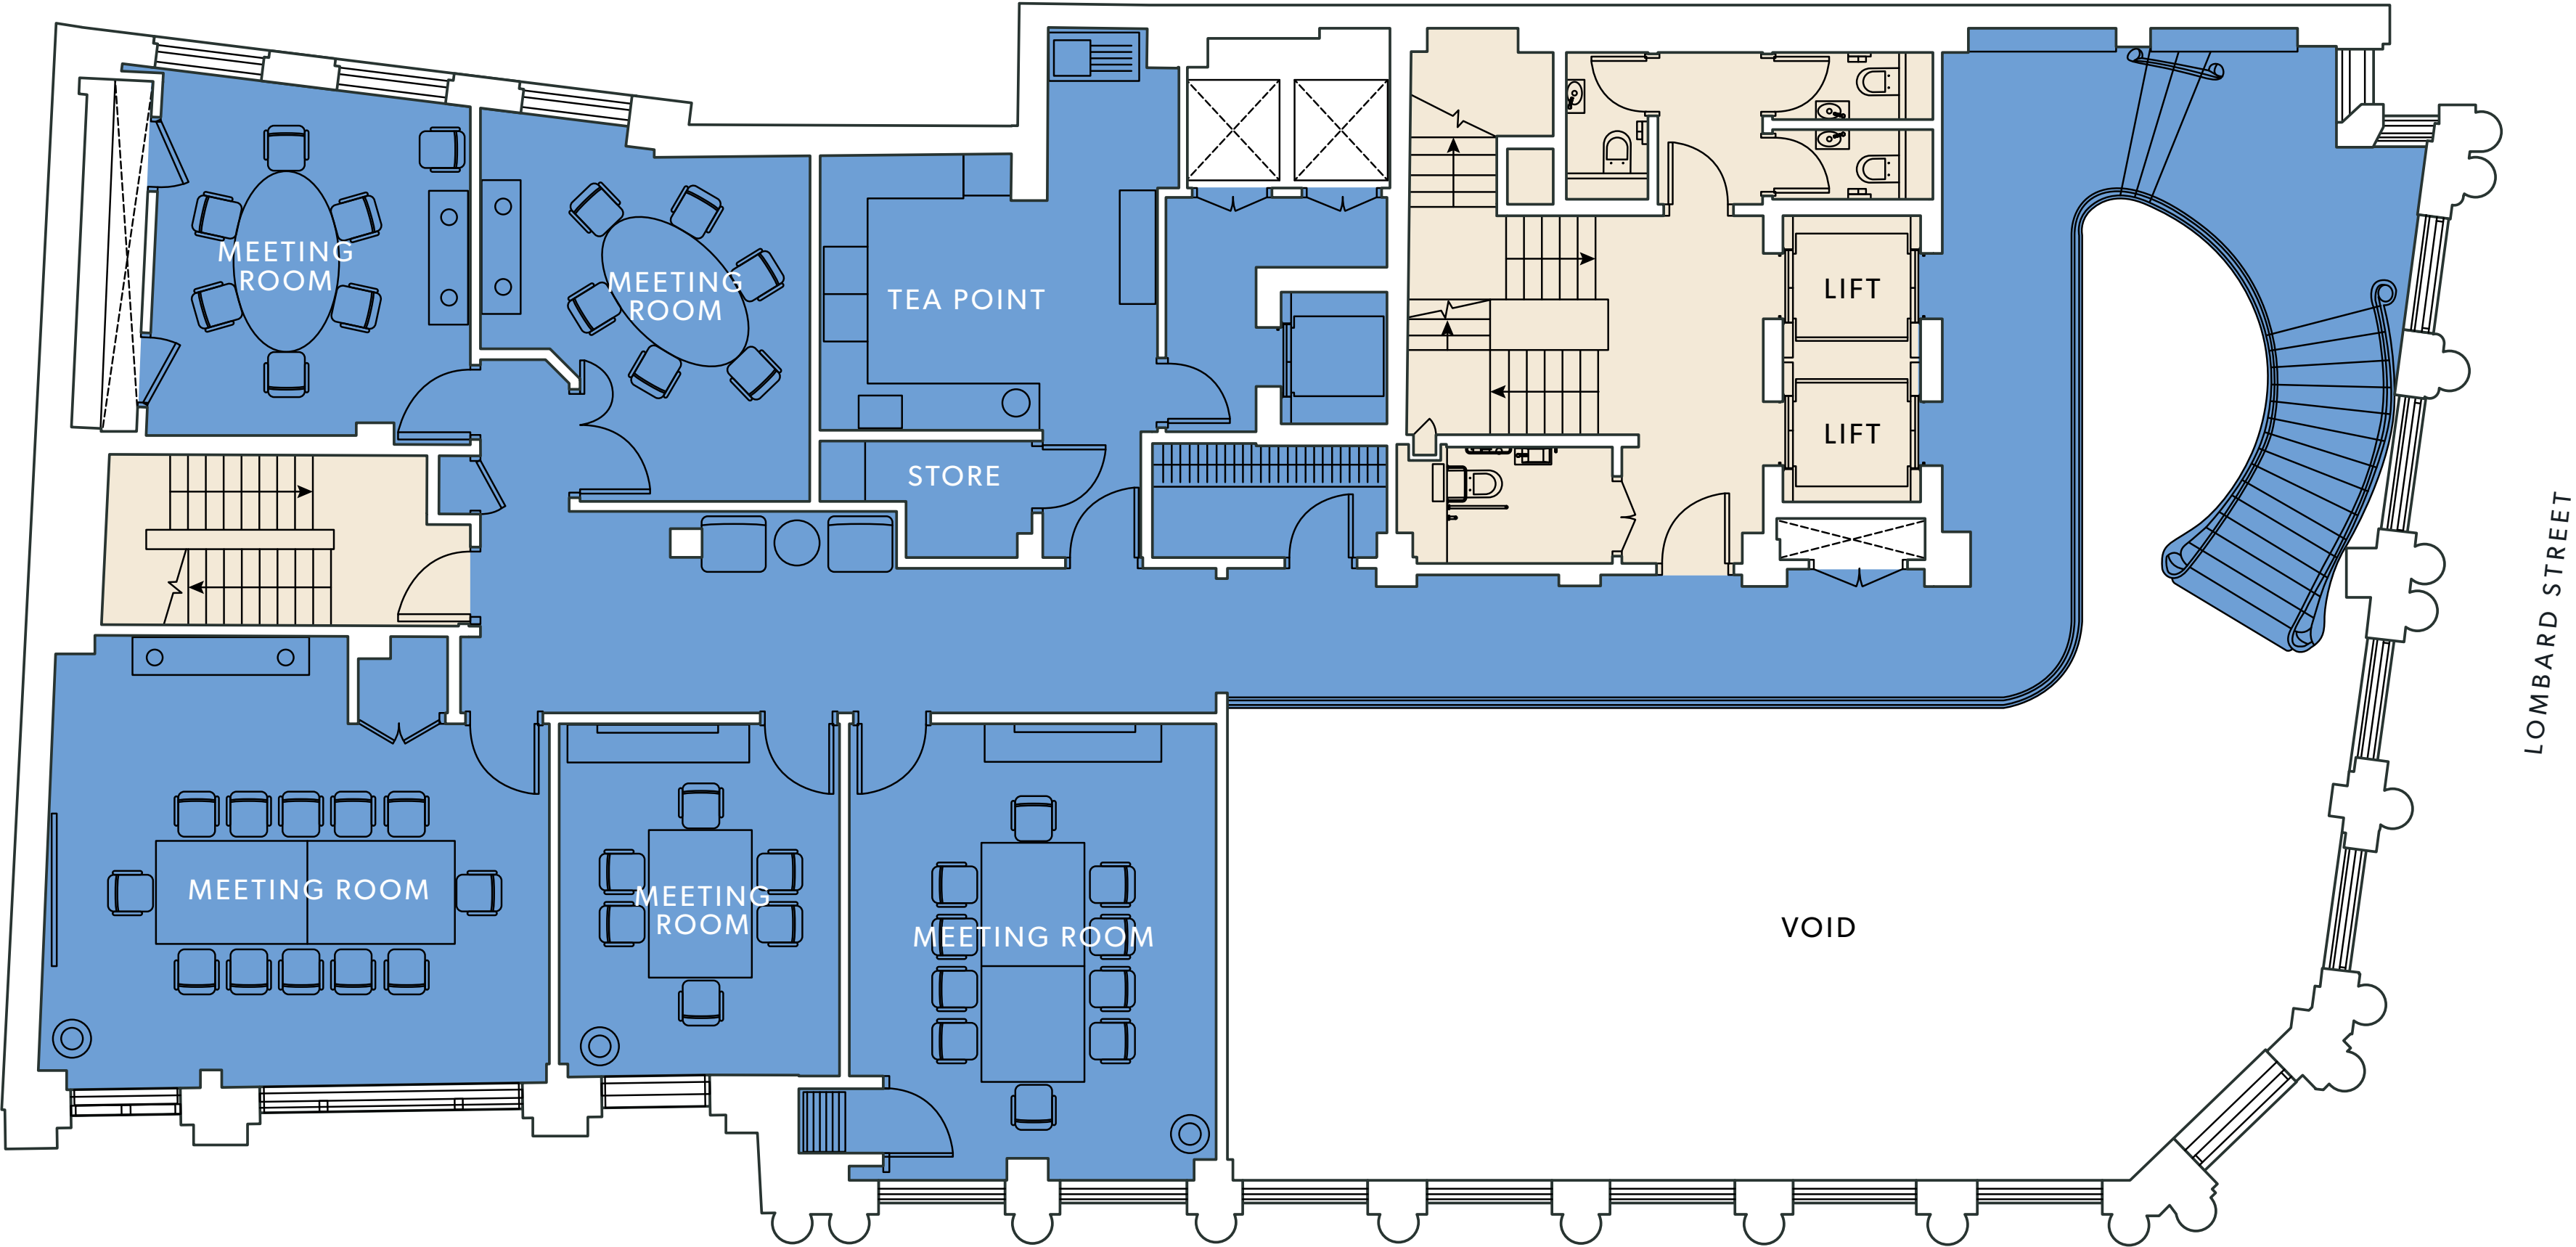 MEETING
ROOM
MEETING
ROOM
TEA POINT
STORE
LIFT
LIFT
LOMBARD STREET
MEETING ROOM
MEETING
ROOM
MEETING ROOM
VOID